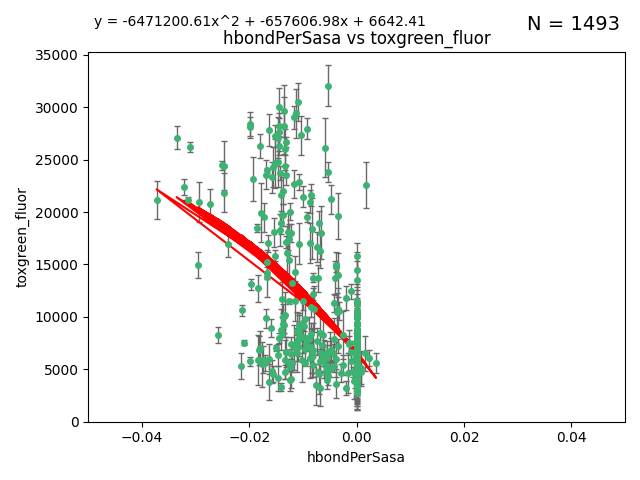 y = -6471200.61x^2 + -657606.98x + 6642.41
N = 1493
hbondPerSasa vs toxgreen_fluor
35000
30000
25000
20000
15000
10000
5000
0
toxgreen_fluor
−0.04
−0.02
0.00
0.02
0.04
hbondPerSasa